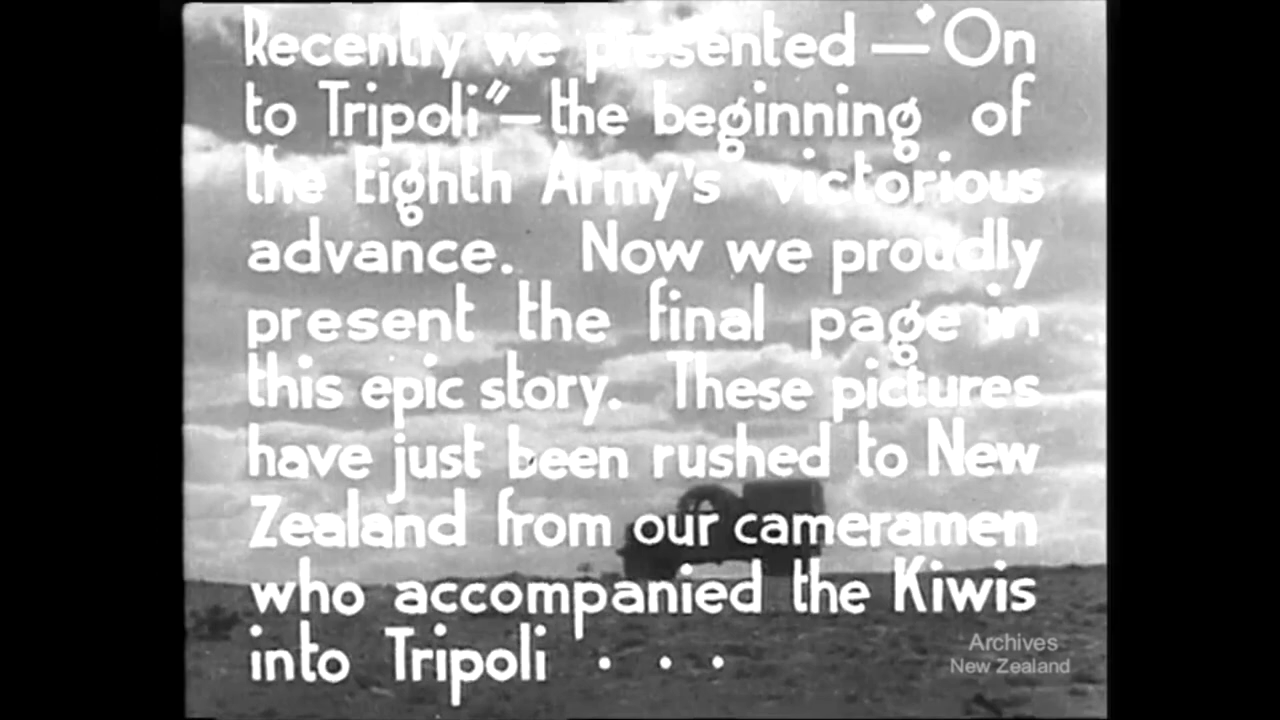 Recently we presented — "On
to Tripoli" — the beginning of
the Eighth Army's victorious
advance. Now we proudly
present the final page in
this epic story. These pictures
have just been rushed to New
Zealand from our cameramen
who accompanied the Kiwis
into Tripoli . . .
Archives
New Zealand